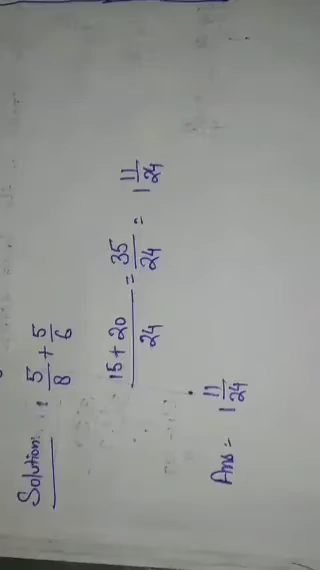 Solution:
: 5/8 + 5/6
15+20/24 = 35/24 = 1 11/24
Ans = 1 11/24